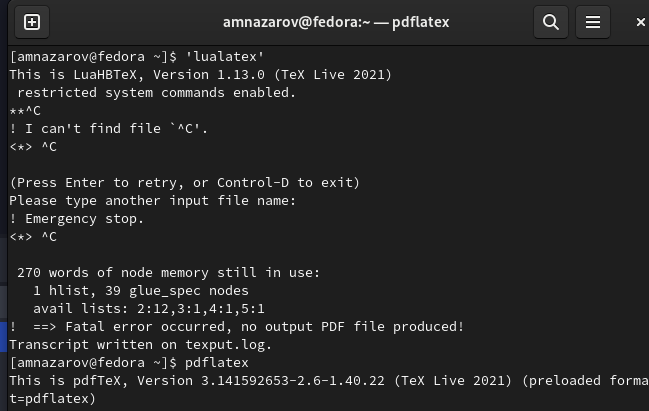 amnazarov@fedora:~ — pdflatex
[amnazarov@fedora ~]$ 'lualatex'
This is LuaHBTeX, Version 1.13.0 (TeX Live 2021)
 restricted system commands enabled.
**^C
! I can't find file `^C'.
<*> ^C

(Press Enter to retry, or Control-D to exit)
Please type another input file name:
! Emergency stop.
<*> ^C

 270 words of node memory still in use:
   1 hlist, 39 glue_spec nodes
   avail lists: 2:12,3:1,4:1,5:1
!  ==> Fatal error occurred, no output PDF file produced!
Transcript written on texput.log.
[amnazarov@fedora ~]$ pdflatex
This is pdfTeX, Version 3.141592653-2.6-1.40.22 (TeX Live 2021) (preloaded forma
t=pdflatex)